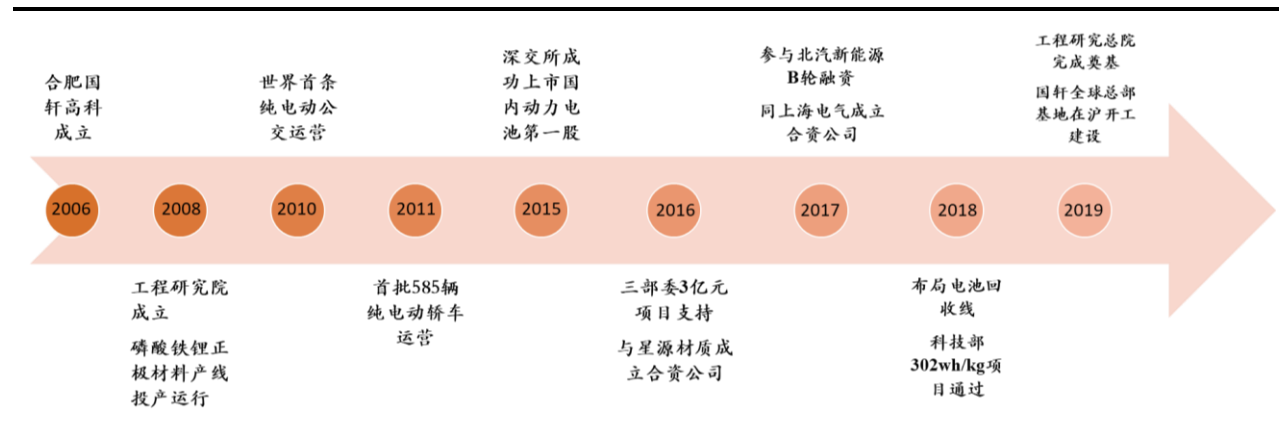 合肥国
轩高科
成立
世界首条
纯电动公
交运营
深交所成
功上市国
内动力电
池第一股
参与北汽新能源
B轮融资
同上海电气成立
合资公司
工程研究总院
完成奠基
国轩全球总部
基地在沪开工
建设
2006
2008
2010
2011
2015
2016
2017
2018
2019
工程研究院
成立
磷酸铁锂正
极材料产线
投产运行
首批585辆
纯电动轿车
运营
三部委3亿元
项目支持
与星源材质成
立合资公司
布局电池回
收线
科技部
302wh/kg项
目通过